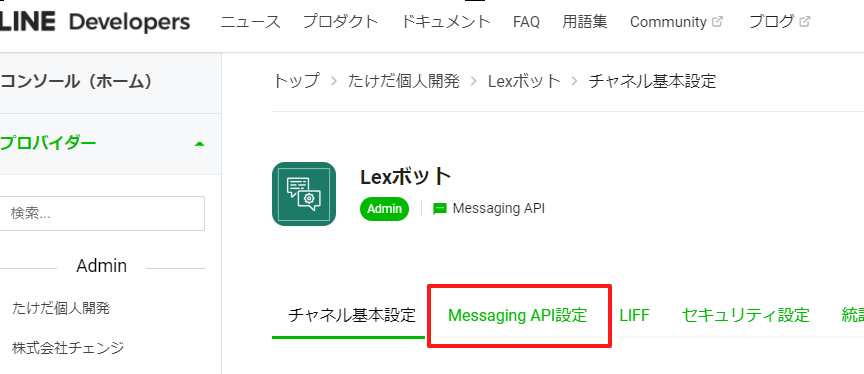 LINE Developers ニュース プロダクト ドキュメント FAQ 用語集 Community ブログ
コンソール（ホーム）
トップ > たけだ個人開発 > Lexボット > チャネル基本設定
プロバイダー
Lexボット
Admin Messaging API
検索...
Admin
たけだ個人開発
株式会社チェンジ
チャネル基本設定 Messaging API設定 LIFF セキュリティ設定